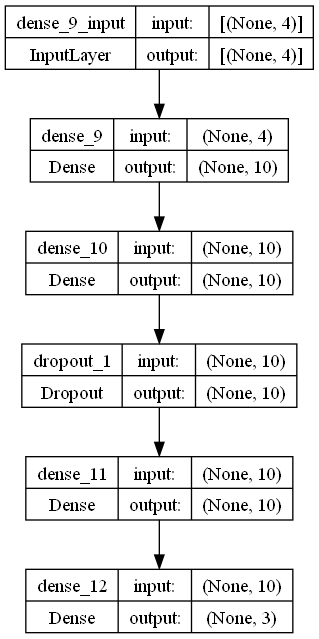 dense_9_input input: [(None, 4)]
InputLayer output: [(None, 4)]
dense_9 input: (None, 4)
Dense output: (None, 10)
dense_10 input: (None, 10)
Dense output: (None, 10)
dropout_1 input: (None, 10)
Dropout output: (None, 10)
dense_11 input: (None, 10)
Dense output: (None, 10)
dense_12 input: (None, 10)
Dense output: (None, 3)